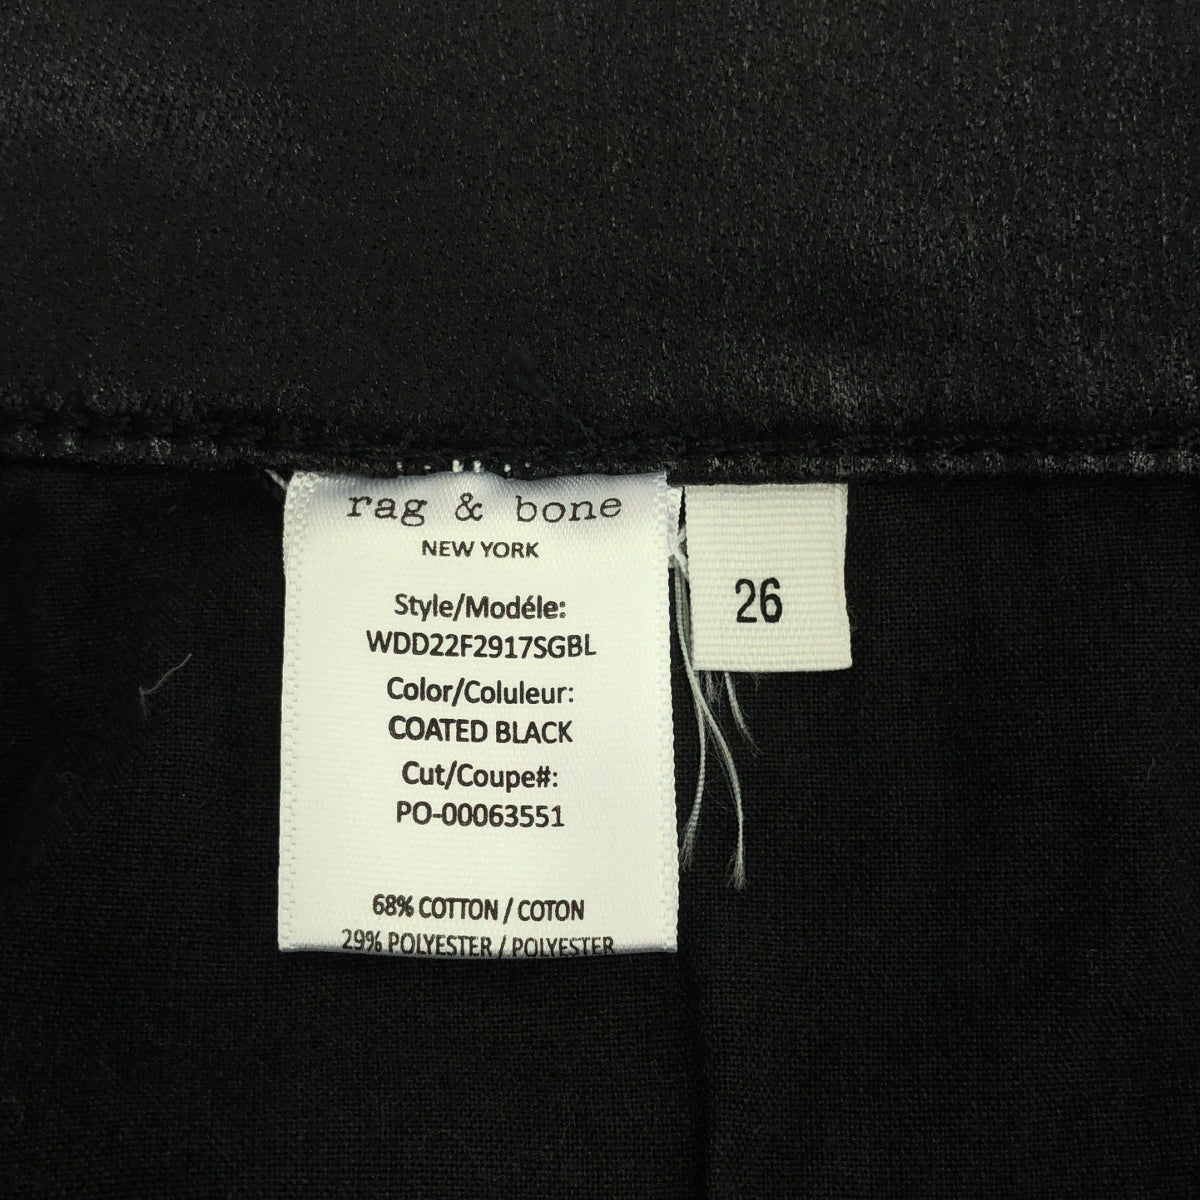 rag & bone
NEW YORK
Style/Modéle:
WDD22F2917SGBL
Color/Coluleur:
COATED BLACK
Cut/Coupe#:
PO-00063551
68% COTTON / COTON
29% POLYESTER / POLYESTER
26